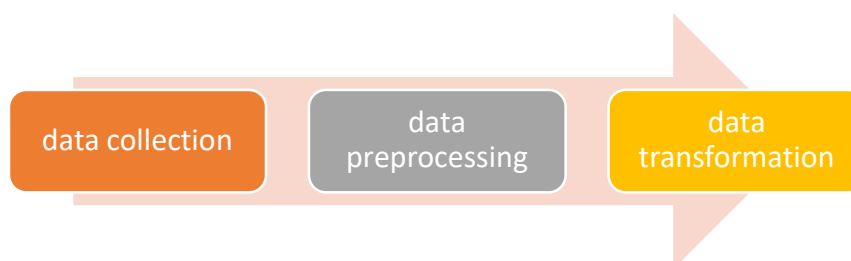 data collection
data
preprocessing
data
transformation